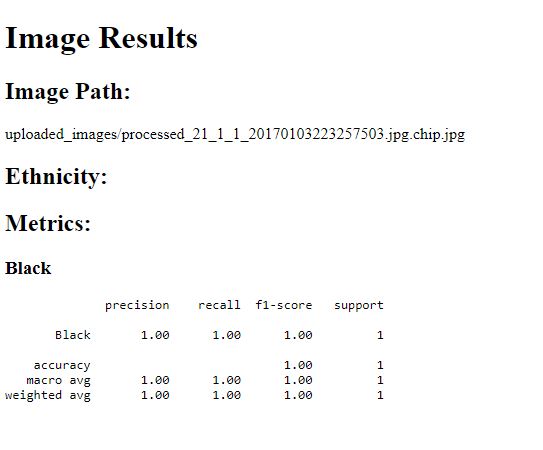 Image Results
Image Path:
uploaded_images/processed_21_1_1_20170103223257503.jpg.chip.jpg
Ethnicity:
Metrics:
Black
precision recall f1-score support
Black 1.00 1.00 1.00 1
accuracy 1.00 1
macro avg 1.00 1.00 1.00 1
weighted avg 1.00 1.00 1.00 1